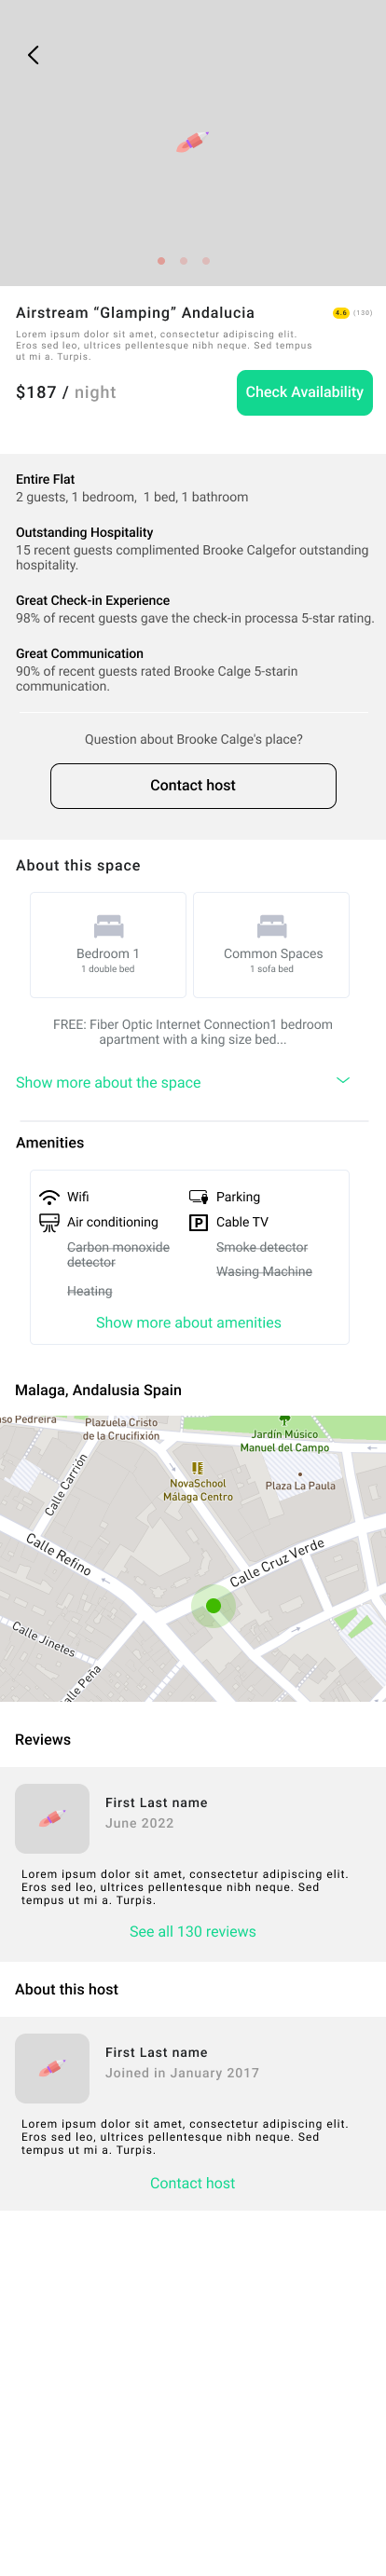 Airstream “Glamping” Andalucia
4.6 (130)
Lorem ipsum dolor sit amet, consectetur adipiscing elit.
Eros sed leo, ultrices pellentesque nibh neque. Sed tempus
ut mi a. Turpis.
$187 / night
Check Availability
Entire Flat
2 guests, 1 bedroom, 1 bed, 1 bathroom
Outstanding Hospitality
15 recent guests complimented Brooke Calgefor outstanding
hospitality.
Great Check-in Experience
98% of recent guests gave the check-in processa 5-star rating.
Great Communication
90% of recent guests rated Brooke Calge 5-starin
communication.
Question about Brooke Calge's place?
Contact host
About this space
Bedroom 1
1 double bed
Common Spaces
1 sofa bed
FREE: Fiber Optic Internet Connection1 bedroom
apartment with a king size bed...
Show more about the space
Amenities
Wifi
Parking
Air conditioning
P
Cable TV
Carbon monoxide
detector
Smoke detector
Wasing Machine
Heating
Show more about amenities
Malaga, Andalusia Spain
aso Pedreira
Plazuela Cristo
de la Crucifixión
Jardín Músico
Manuel del Campo
Calle Carrión
NovaSchool
Málaga Centro
Plaza La Paula
Calle Refino
Calle Cruz Verde
Calle Jinetes
alle Peña
Reviews
First Last name
June 2022
Lorem ipsum dolor sit amet, consectetur adipiscing elit.
Eros sed leo, ultrices pellentesque nibh neque. Sed
tempus ut mi a. Turpis.
See all 130 reviews
About this host
First Last name
Joined in January 2017
Lorem ipsum dolor sit amet, consectetur adipiscing elit.
Eros sed leo, ultrices pellentesque nibh neque. Sed
tempus ut mi a. Turpis.
Contact host